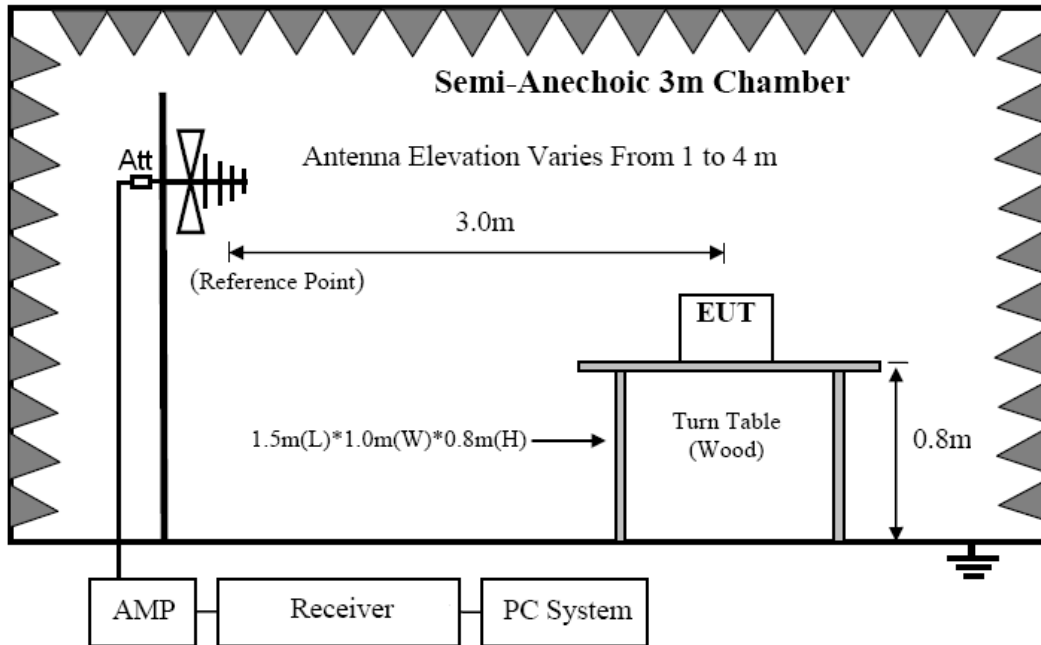 Semi-Anechoic 3m Chamber
Att
Antenna Elevation Varies From 1 to 4 m
3.0m
(Reference Point)
EUT
1.5m(L)*1.0m(W)*0.8m(H)
Turn Table
(Wood)
0.8m
AMP
Receiver
PC System